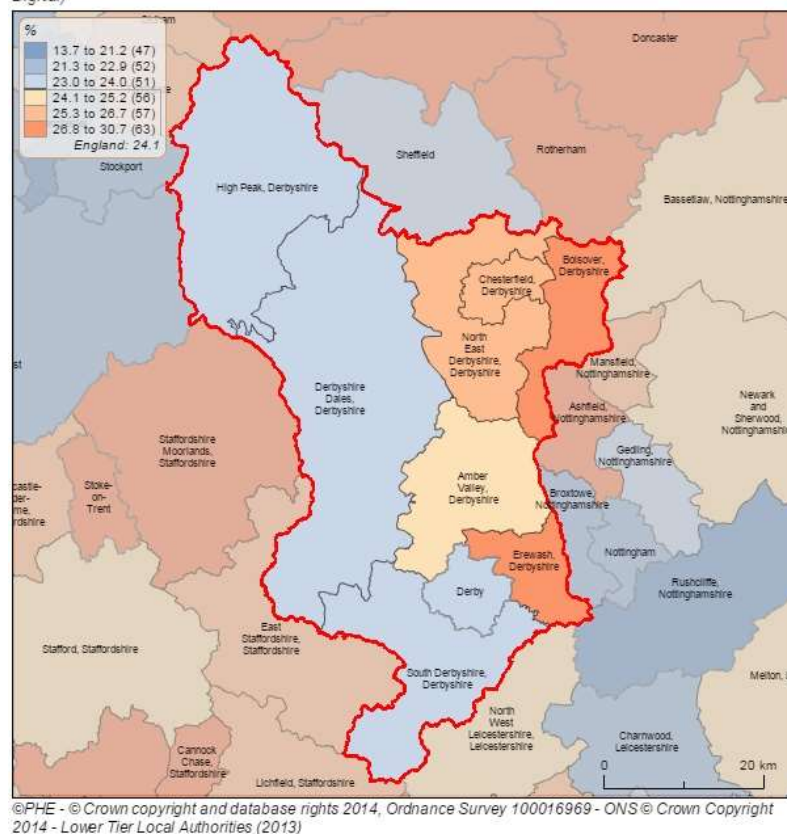 Digital)
%
13.7 to 21.2 (47)
21.3 to 22.9 (52)
23.0 to 24.0 (51)
24.1 to 25.2 (56)
25.3 to 26.7 (57)
26.8 to 30.7 (63)
England: 24.1
Doncaster
Stockport
Sheffield
Rotherham
High Peak, Derbyshire
Bassetlaw, Nottinghamshire
Bolsover,
Derbyshire
Chesterfield,
Derbyshire
North
East
Derbyshire,
Derbyshire
Mansfield,
Nottinghamshire
Derbyshire
Dales,
Derbyshire
Newark
and
Sherwood,
Nottinghamshire
Ashfield,
Nottinghamshire
Staffordshire
Moorlands,
Staffordshire
Gedling,
Nottinghamshire
Stoke-
on-
Trent
Amber
Valley,
Derbyshire
Broxtowe,
Nottinghamshire
Nottingham
Erewash,
Derbyshire
Derby
Rushcliffe,
Nottinghamshire
East
Staffordshire,
Staffordshire
Stafford, Staffordshire
South Derbyshire,
Derbyshire
Melton,
North
West
Leicestershire,
Leicestershire
Charnwood,
Leicestershire
Cannock
Chase,
Staffordshire
Lichfield, Staffordshire
0 20 km
©PHE - © Crown copyright and database rights 2014, Ordnance Survey 100016969 - ONS © Crown Copyright
2014 - Lower Tier Local Authorities (2013)